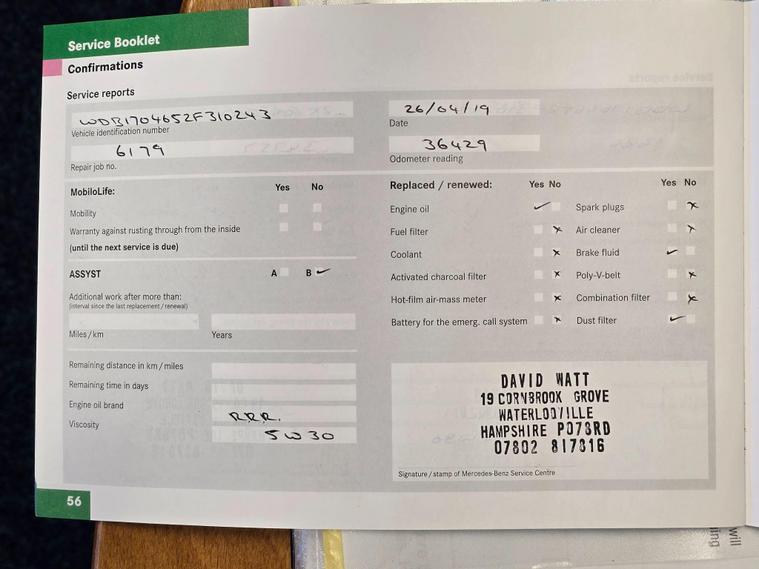 Service Booklet
Confirmations
Service reports
WDB1704652F310243
Vehicle identification number
6179
Repair job no.
26/04/19
Date
36429
Odometer reading
MobiloLife:
Yes No
Mobility
Warranty against rusting through from the inside
(until the next service is due)
ASSYST
A B ✓
Additional work after more than:
(interval since the last replacement / renewal)
Miles / km
Years
Remaining distance in km / miles
Remaining time in days
Engine oil brand
R.R.R.
Viscosity
5W30
Replaced / renewed:
Yes No
Yes No
Engine oil ✓
Spark plugs x
Fuel filter x
Air cleaner x
Coolant x
Brake fluid ✓
Activated charcoal filter x
Poly-V-belt x
Hot-film air-mass meter x
Combination filter x
Battery for the emerg. call system x
Dust filter ✓
DAVID WATT
19 CORNBROOK GROVE
WATERLOOVILLE
HAMPSHIRE PO73RD
07802 817316
Signature / stamp of Mercedes-Benz Service Centre
56
will
ing